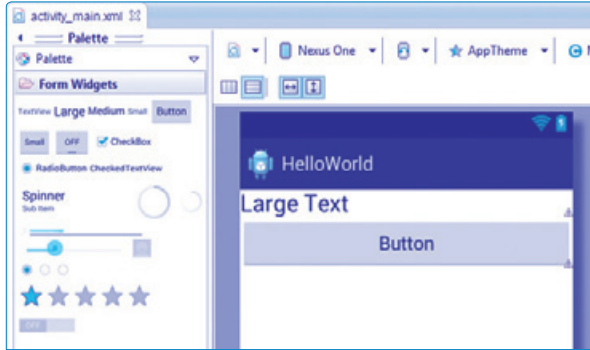 activity_main.xml
Palette
Palette
Form Widgets
TextView Large Medium Small Button
Small OFF CheckBox
RadioButton CheckedTextView
Spinner
Sub Item
OFF
Nexus One AppTheme
HelloWorld
Large Text
Button